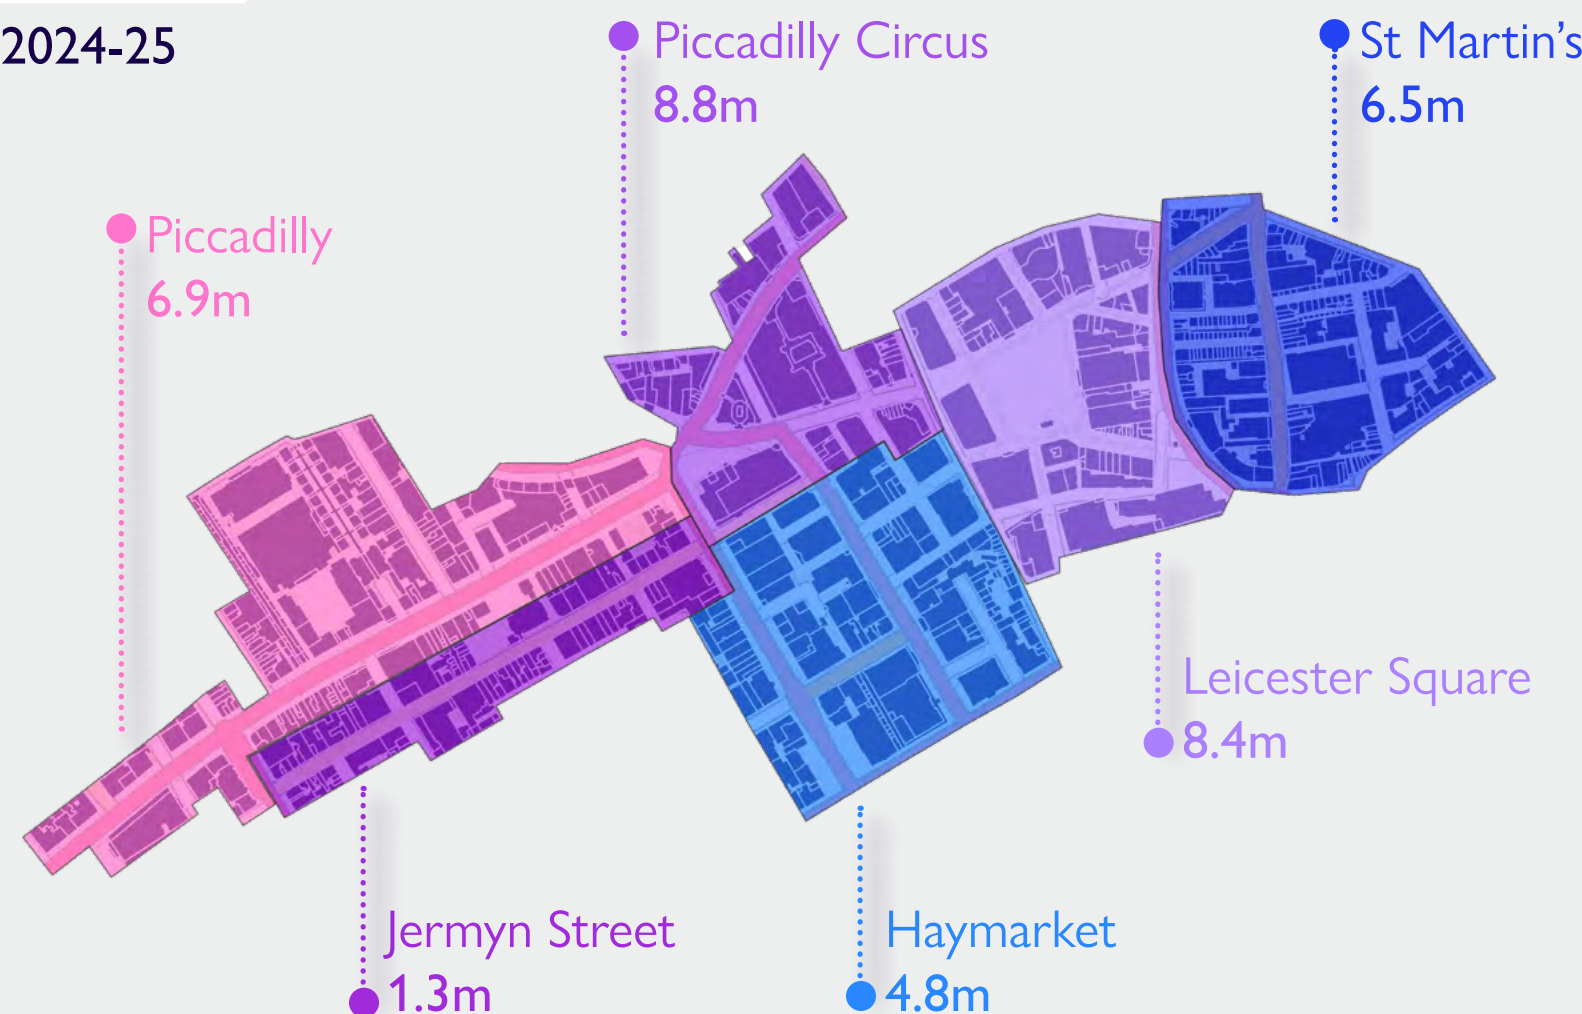 2024-25
Piccadilly Circus
8.8m
St Martin’s
6.5m
Piccadilly
6.9m
Leicester Square
8.4m
Jermyn Street
1.3m
Haymarket
4.8m